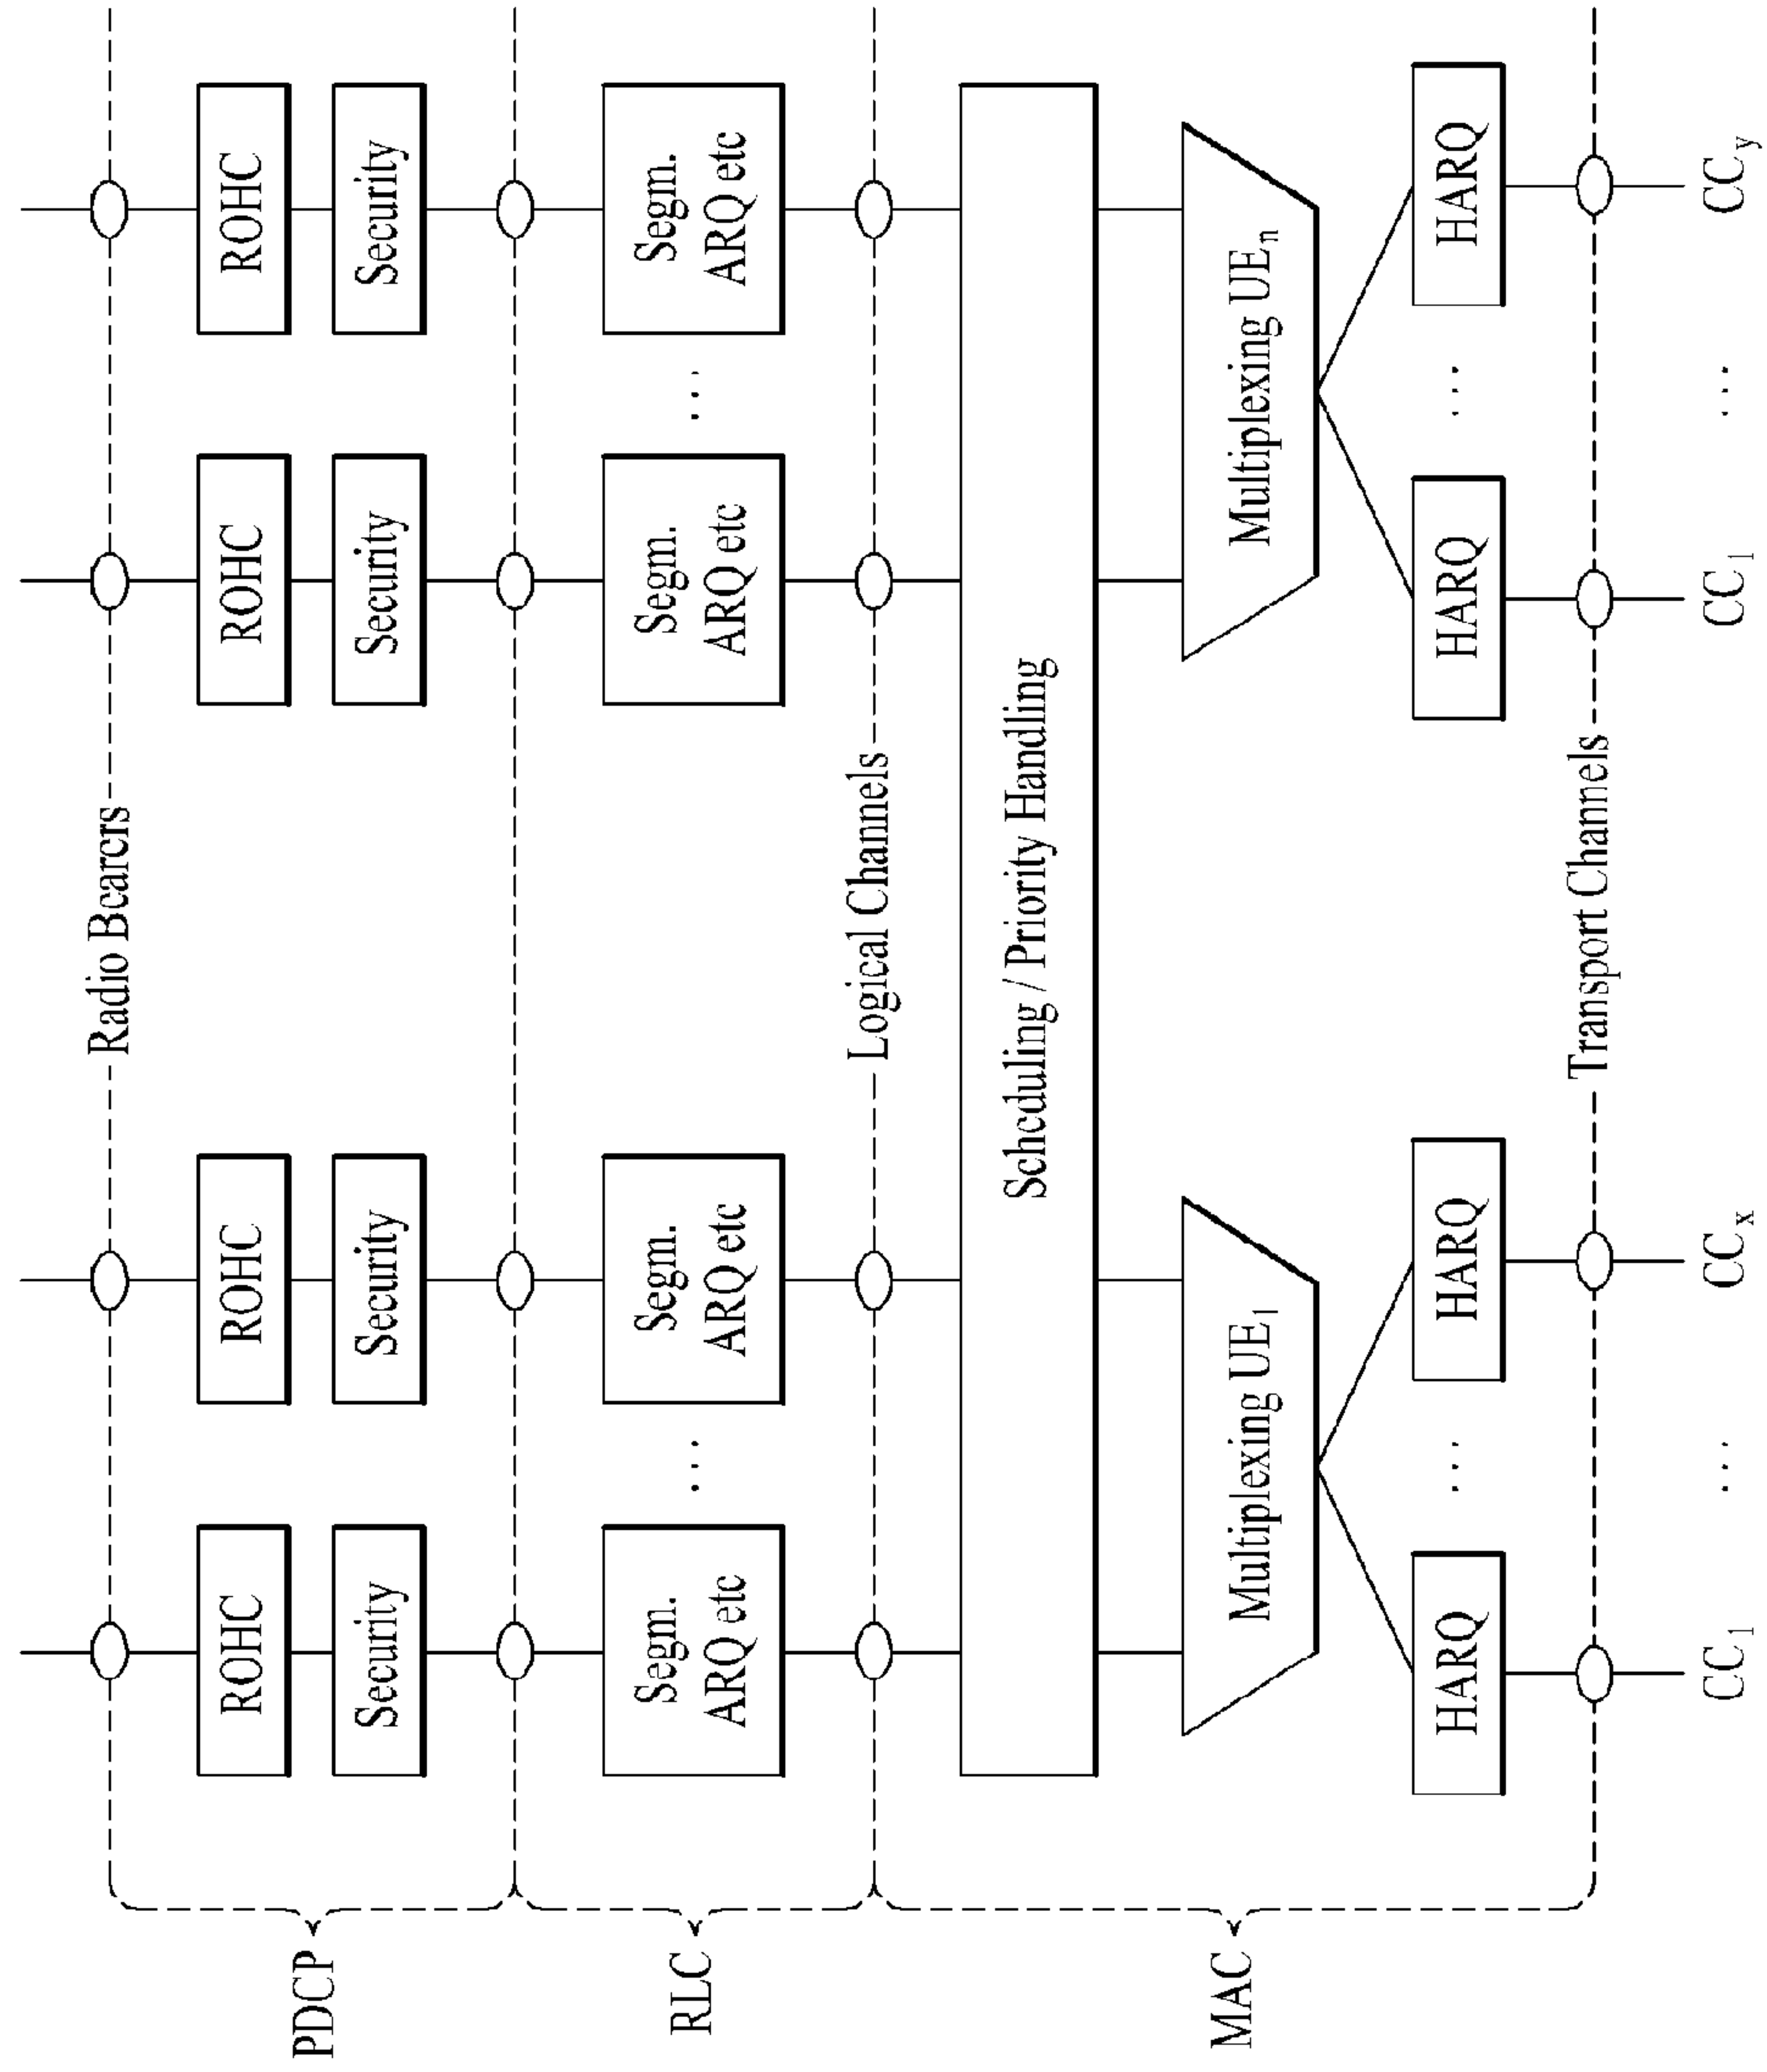 Radio Bearers
ROHC
ROHC
ROHC
ROHC
PDCP
Security
Security
Security
Security
RLC
Segm.
ARQ etc
...
Segm.
ARQ etc
Segm.
ARQ etc
...
Segm.
ARQ etc
Logical Channels
Scheduling / Priority Handling
MAC
Multiplexing UE1
Multiplexing UEn
HARQ
...
HARQ
HARQ
...
HARQ
Transport Channels
CC1
...
CCx
CC1
...
CCy